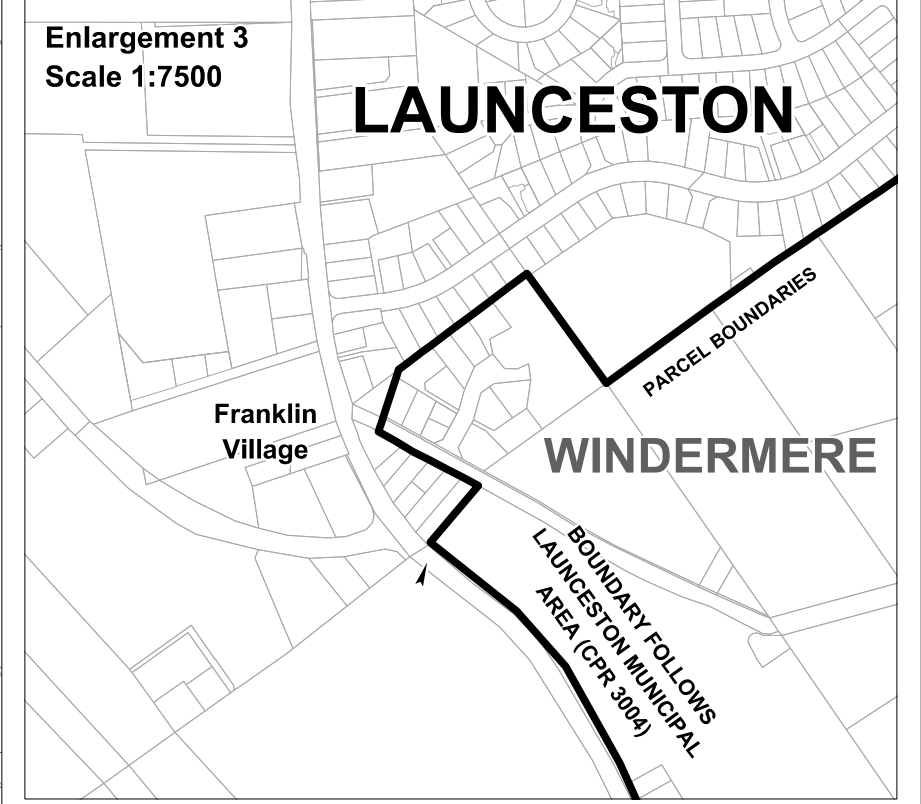 Enlargement 3
Scale 1:7500
LAUNCESTON
PARCEL BOUNDARIES
Franklin
Village
WINDERMERE
BOUNDARY FOLLOWS
LAUNCESTON MUNICIPAL
AREA (CPR 3004)